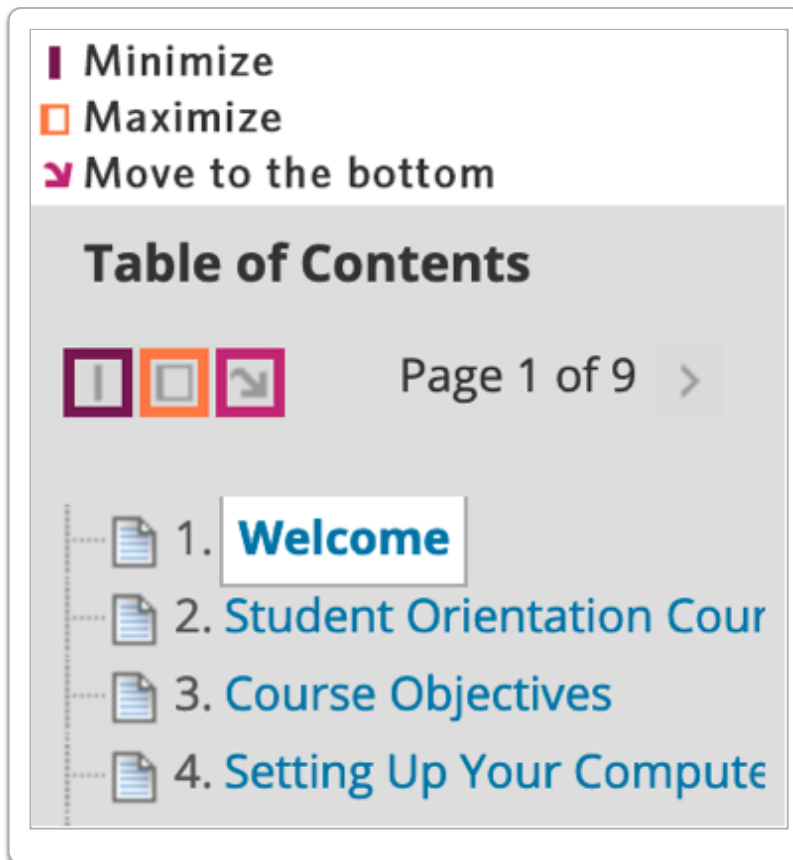 Minimize
Maximize
Move to the bottom
Table of Contents
Page 1 of 9
1. Welcome
2. Student Orientation Cour
3. Course Objectives
4. Setting Up Your Compute